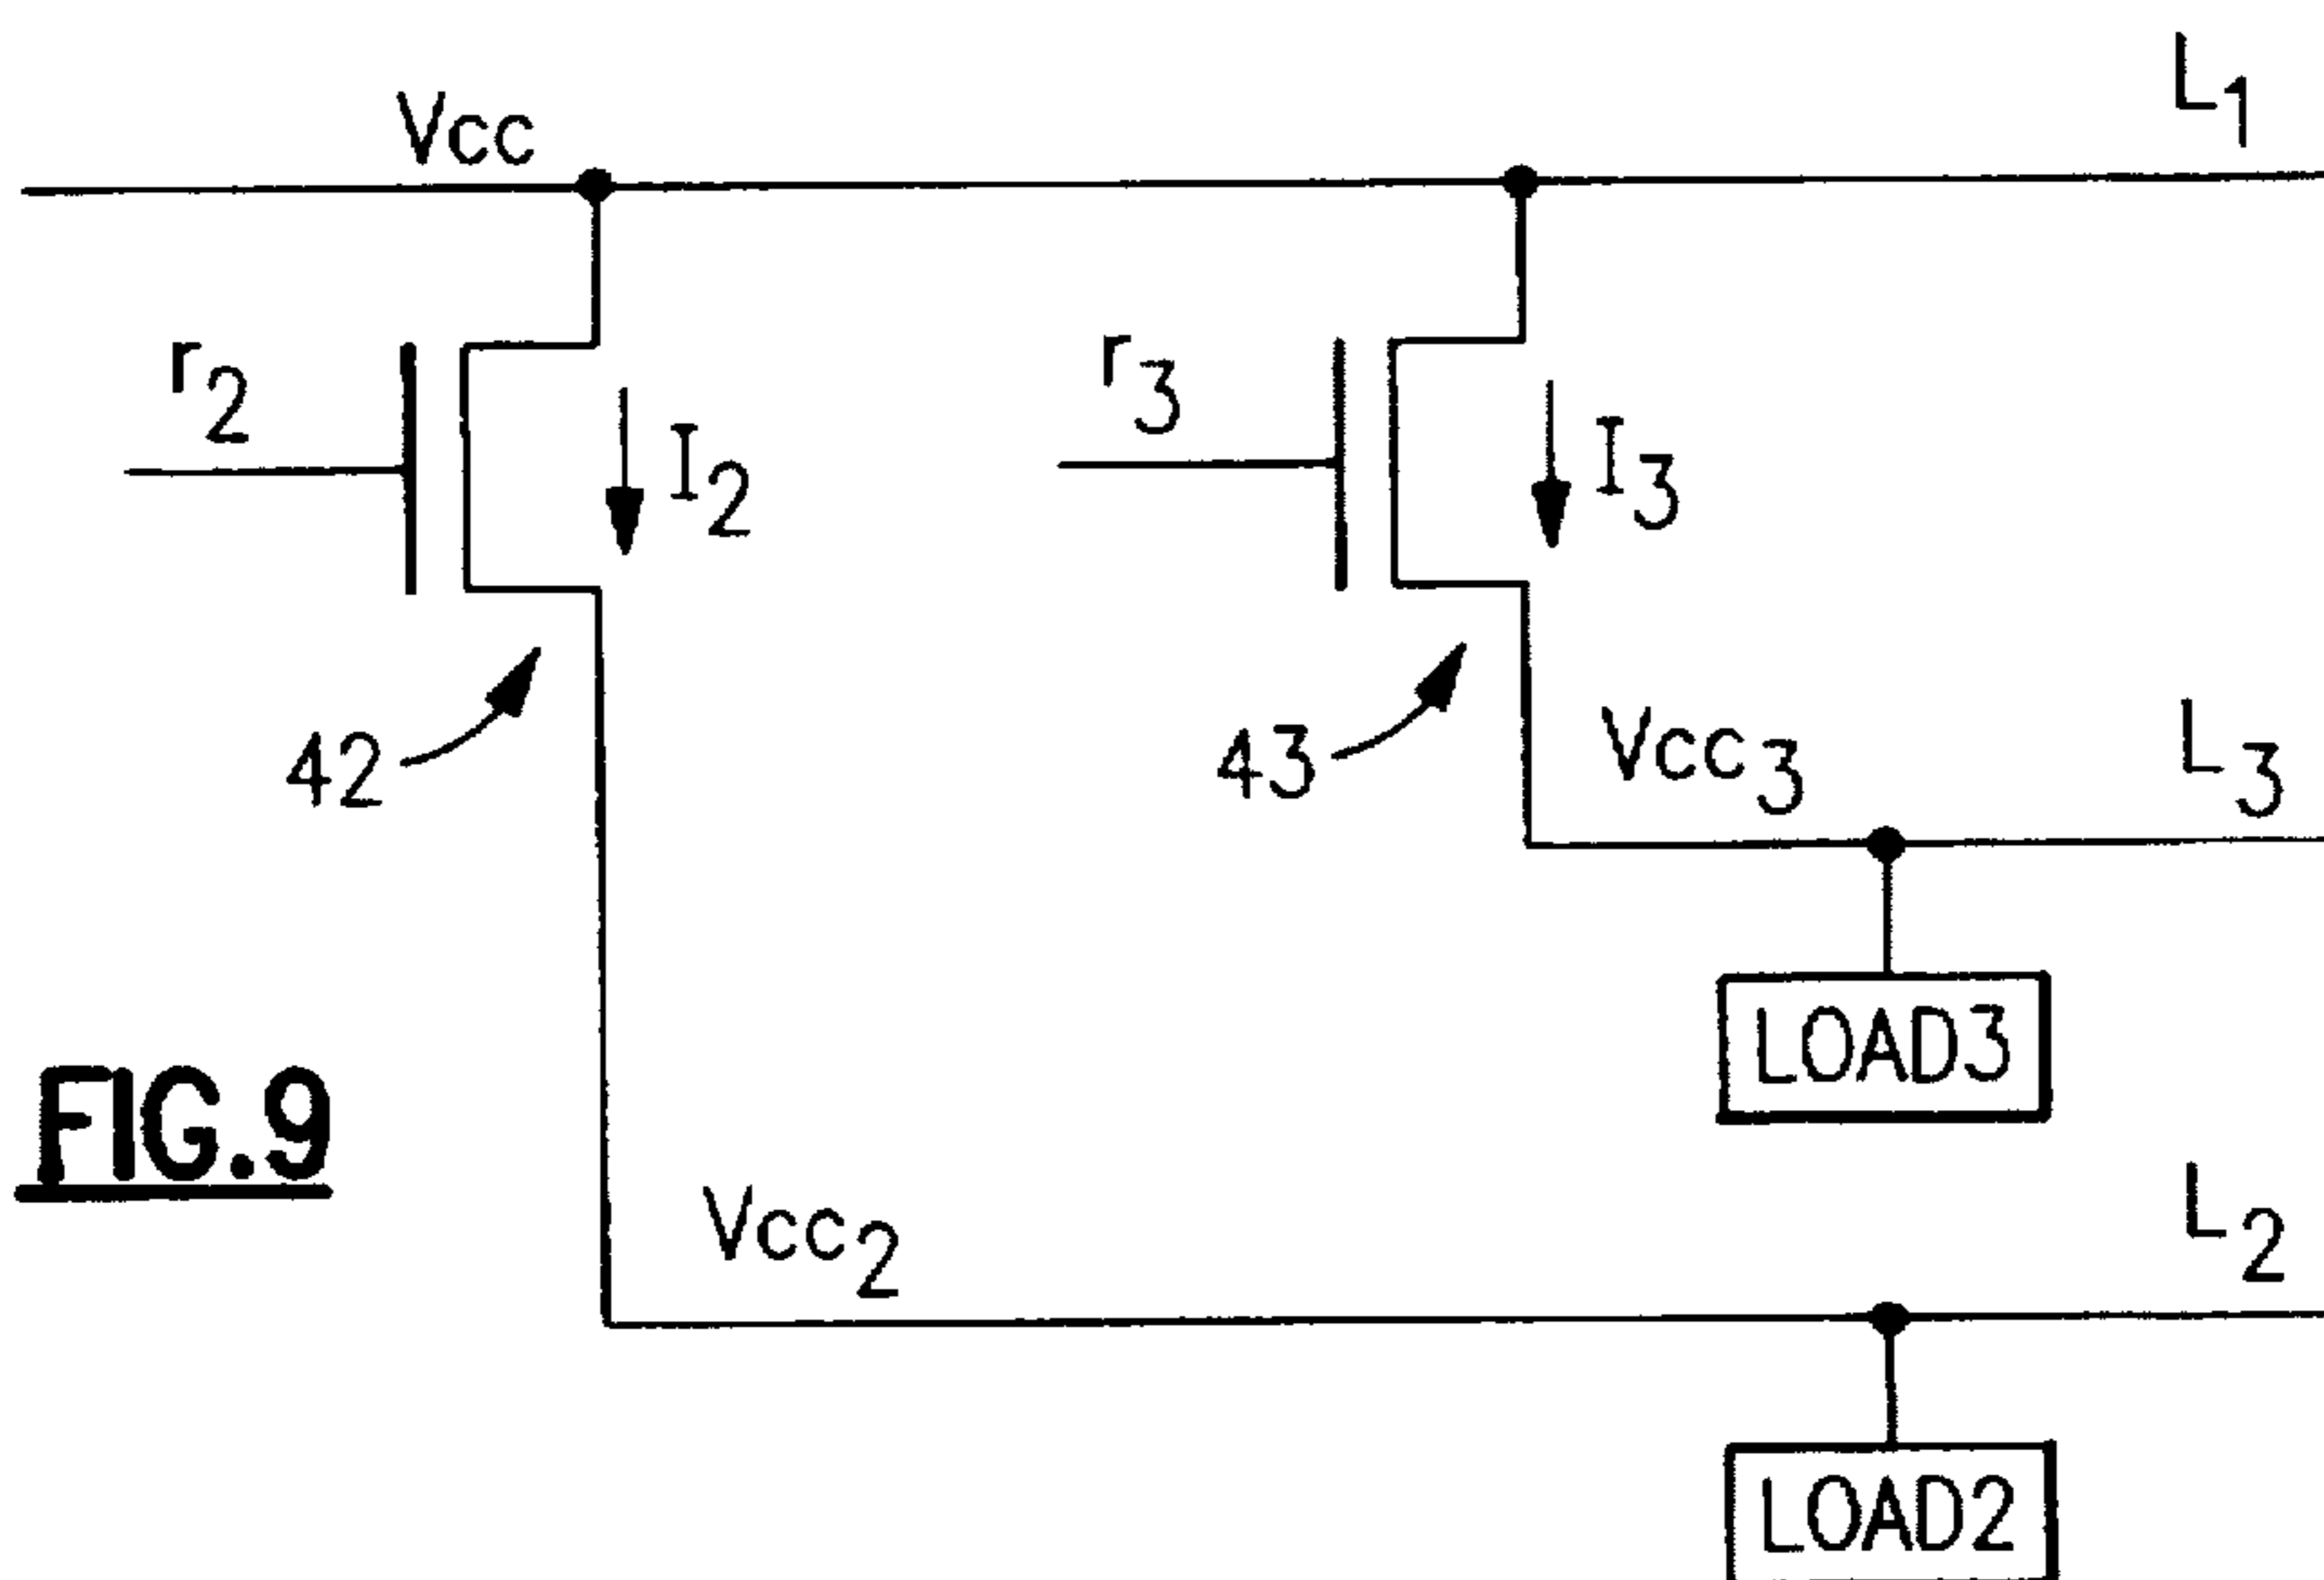 Vcc
L1
r2
I2
r3
I3
42
43
Vcc3
L3
LOAD3
FIG.9
Vcc2
L2
LOAD2